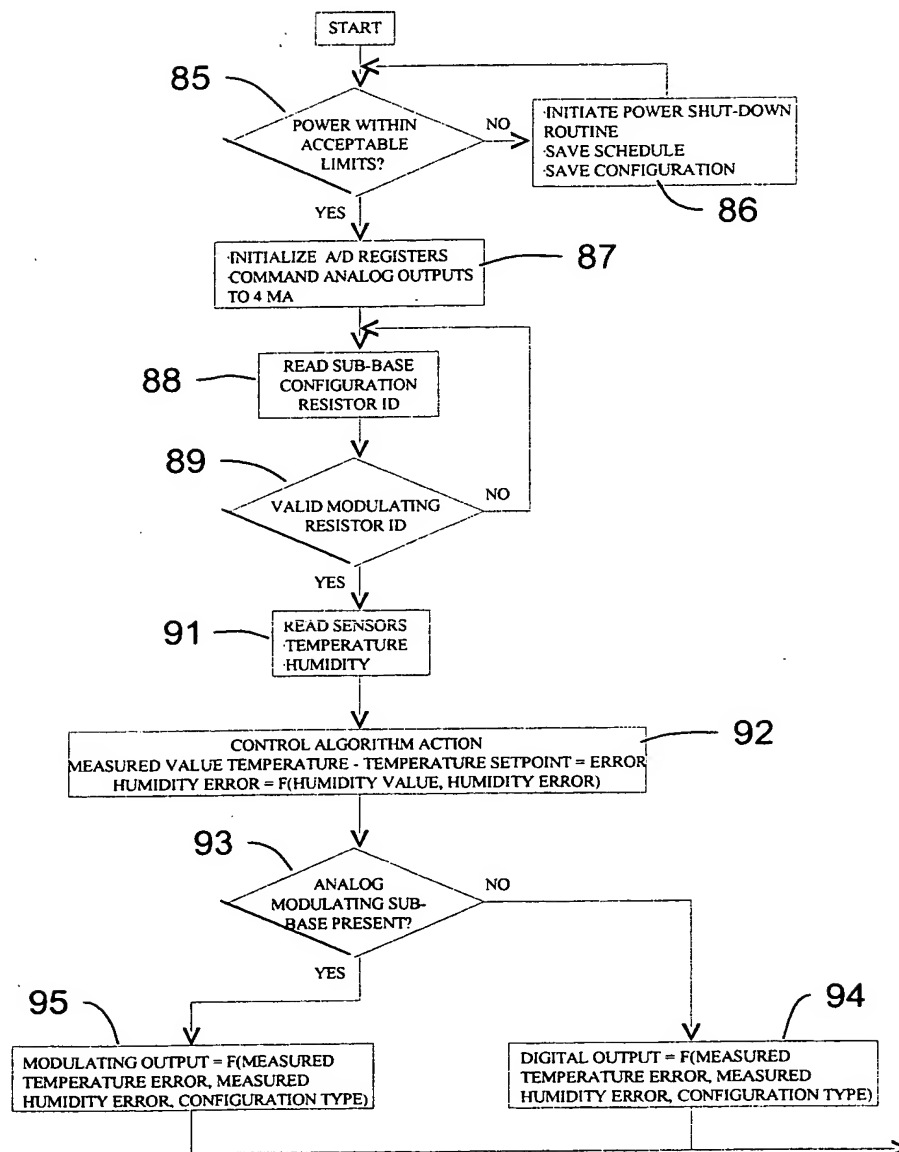 START
85
POWER WITHIN
ACCEPTABLE
LIMITS?
NO
·INITIATE POWER SHUT-DOWN
ROUTINE
·SAVE SCHEDULE
·SAVE CONFIGURATION
86
YES
·INITIALIZE A/D REGISTERS
·COMMAND ANALOG OUTPUTS
TO 4 MA
87
88
READ SUB-BASE
CONFIGURATION
RESISTOR ID
89
VALID MODULATING
RESISTOR ID
NO
YES
91
READ SENSORS
·TEMPERATURE
·HUMIDITY
92
CONTROL ALGORITHM ACTION
MEASURED VALUE TEMPERATURE - TEMPERATURE SETPOINT = ERROR
HUMIDITY ERROR = F(HUMIDITY VALUE, HUMIDITY ERROR)
93
ANALOG
MODULATING SUB-
BASE PRESENT?
NO
YES
95
MODULATING OUTPUT = F(MEASURED
TEMPERATURE ERROR, MEASURED
HUMIDITY ERROR, CONFIGURATION TYPE)
94
DIGITAL OUTPUT = F(MEASURED
TEMPERATURE ERROR, MEASURED
HUMIDITY ERROR, CONFIGURATION TYPE)